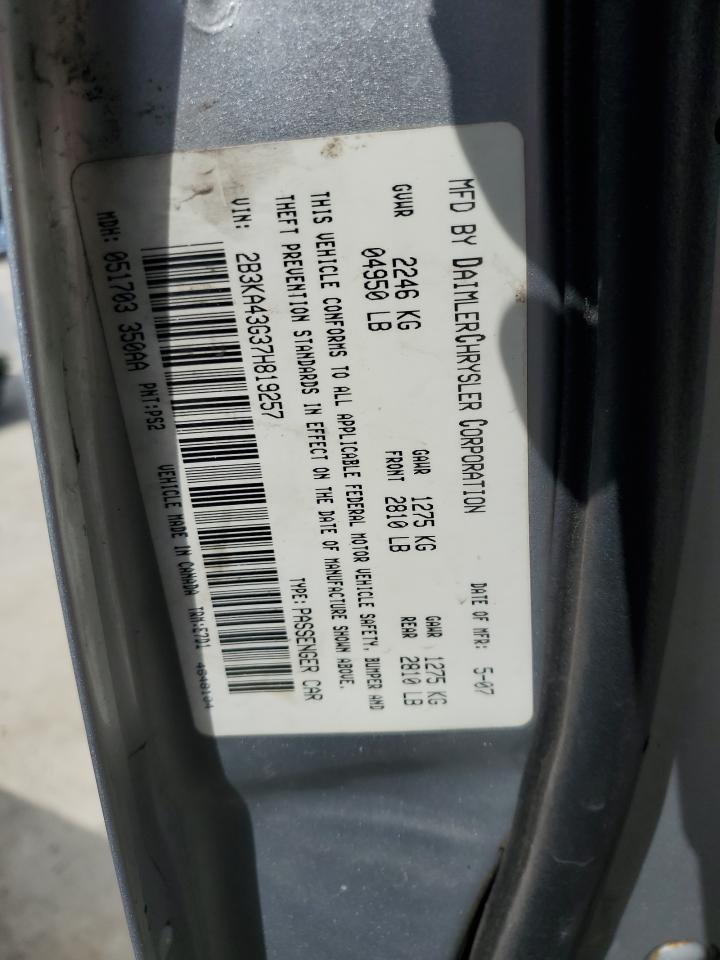 MFD BY DAIMLERCHRYSLER CORPORATION DATE OF MFR: 5-07
GVWR 2246 KG GAWR 1275 KG GAWR 1275 KG
04950 LB FRONT 2810 LB REAR 2810 LB
THIS VEHICLE CONFORMS TO ALL APPLICABLE FEDERAL MOTOR VEHICLE SAFETY, BUMPER AND
THEFT PREVENTION STANDARDS IN EFFECT ON THE DATE OF MANUFACTURE SHOWN ABOVE.
VIN: 2B3KA43G37H819257 TYPE: PASSENGER CAR
MDH: 051703 350AA PNT:PS2 VEHICLE MADE IN CANADA TRM:E7D1